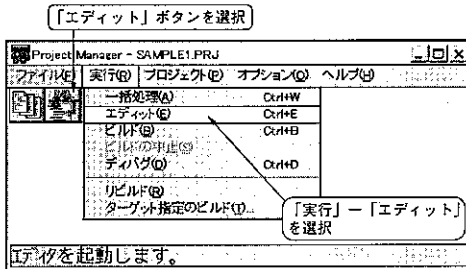 「エディット」ボタンを選択
Project Manager - SAMPLE1.PRJ
ファイル(F) 実行(R) プロジェクト(P) オプション(O) ヘルプ(H)
一括処理(A) Ctrl+W
エディット(E) Ctrl+E
ビルド(B) Ctrl+B
ビルドの中止(S)
ディバグ(D) Ctrl+D
リビルド(R)
ターゲット指定のビルド(T)...
「実行」－「エディット」
を選択
エディタを起動します。